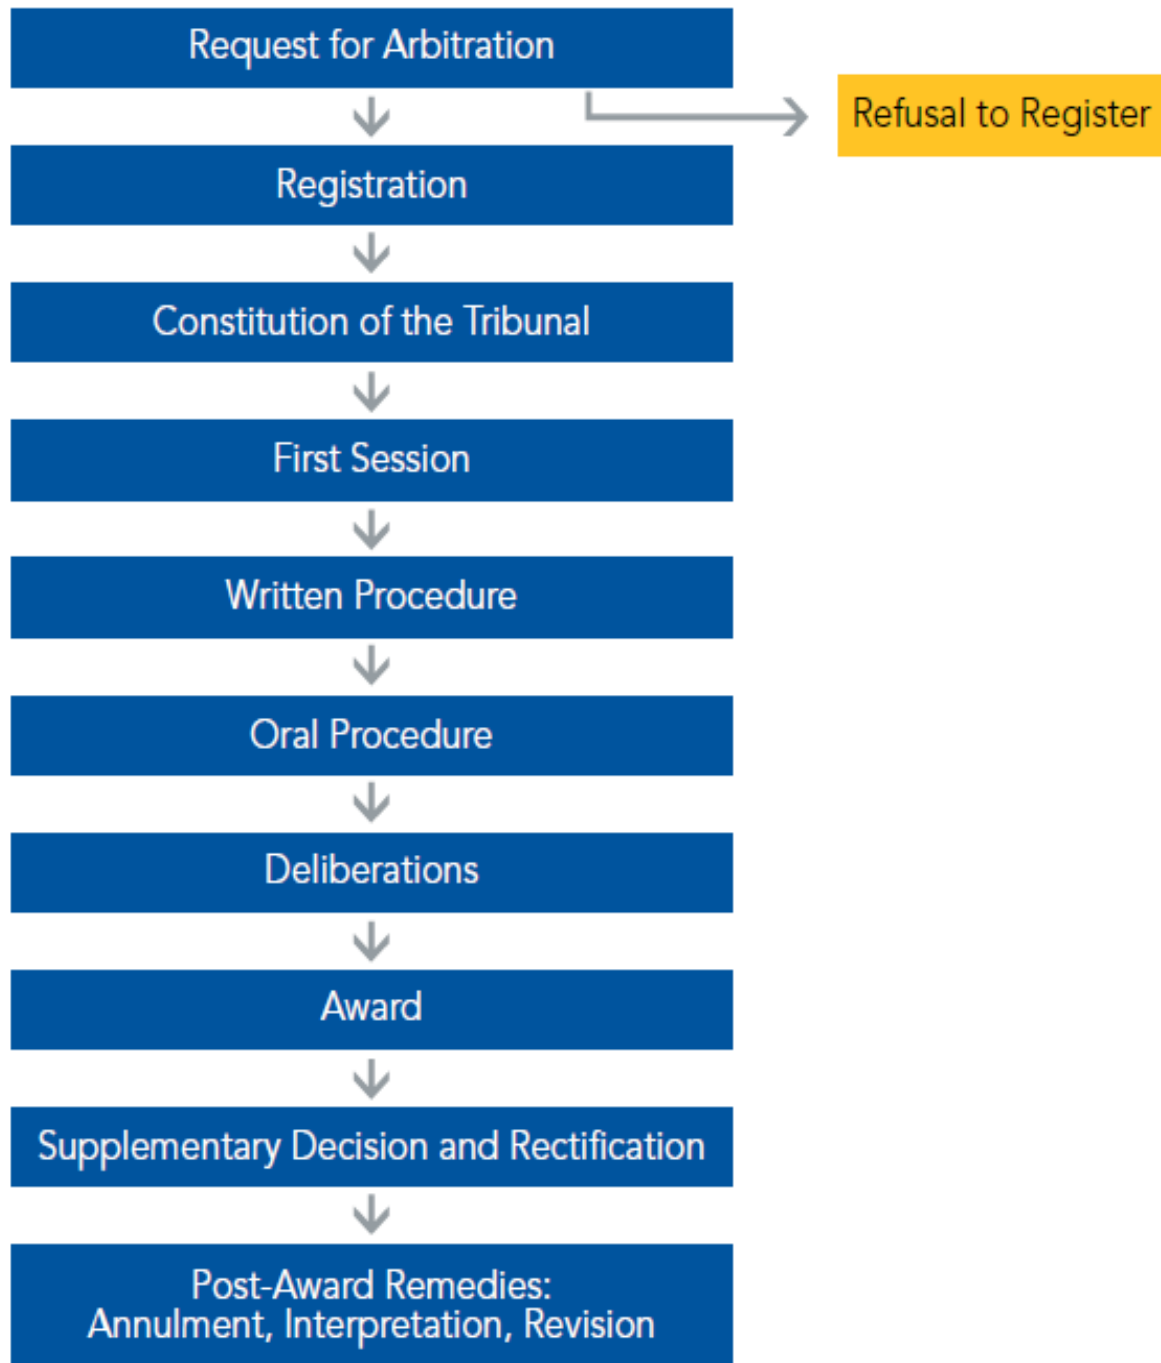 Request for Arbitration
Refusal to Register
Registration
Constitution of the Tribunal
First Session
Written Procedure
Oral Procedure
Deliberations
Award
Supplementary Decision and Rectification
Post-Award Remedies:
Annulment, Interpretation, Revision